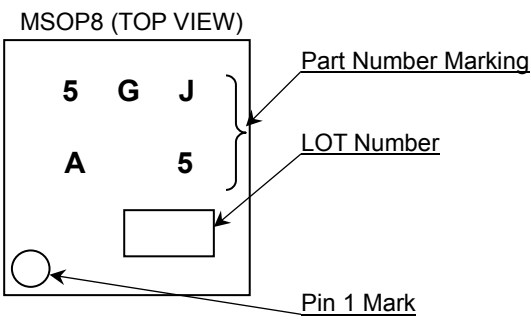 MSOP8 (TOP VIEW)
Part Number Marking
5 G J
LOT Number
A 5
Pin 1 Mark